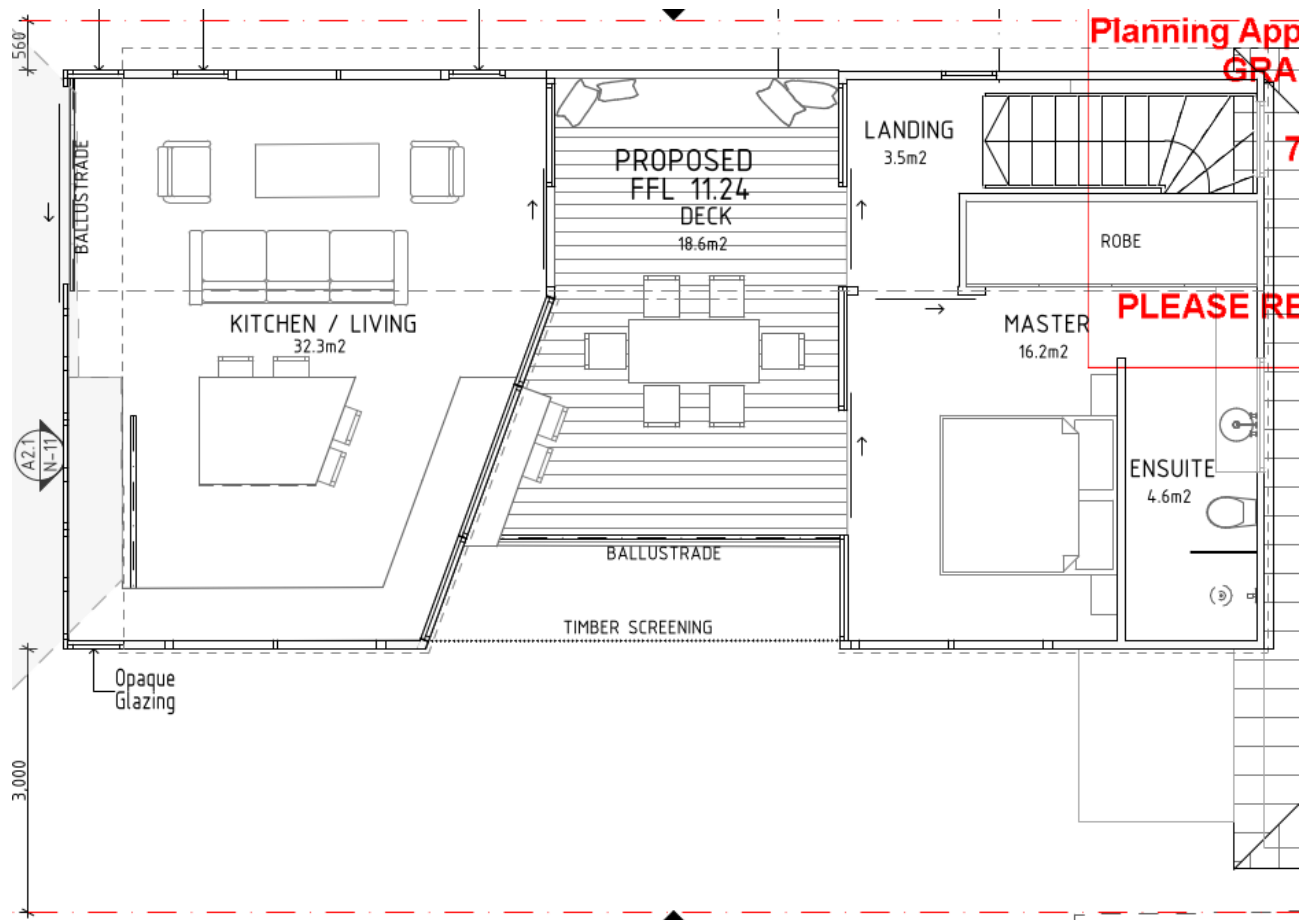 560
Planning App
GRA
7
BALLUSTRADE
LANDING
3.5m2
PROPOSED
FFL 11.24
DECK
18.6m2
ROBE
KITCHEN / LIVING
32.3m2
MASTER
16.2m2
PLEASE RE
A2.1
N-11
ENSUITE
4.6m2
BALLUSTRADE
TIMBER SCREENING
Opaque
Glazing
3,000